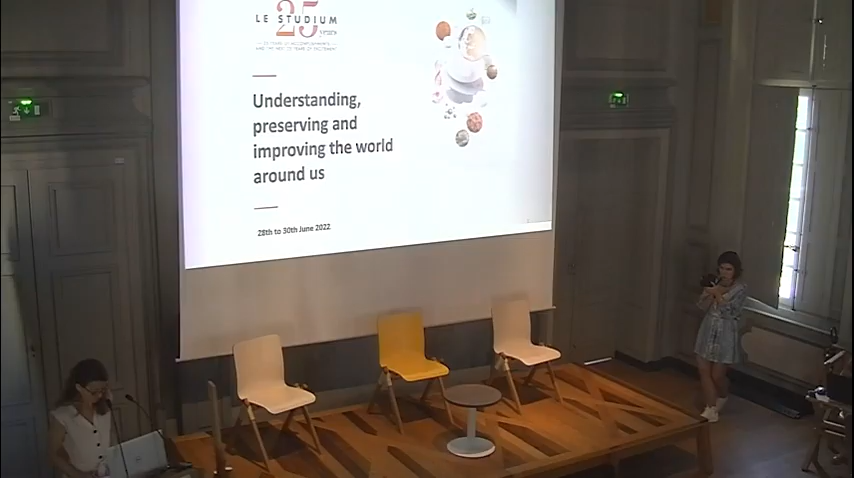 25
LE STUDIUM
Understanding,
preserving and
improving the world
around us
28th to 30th June 2022